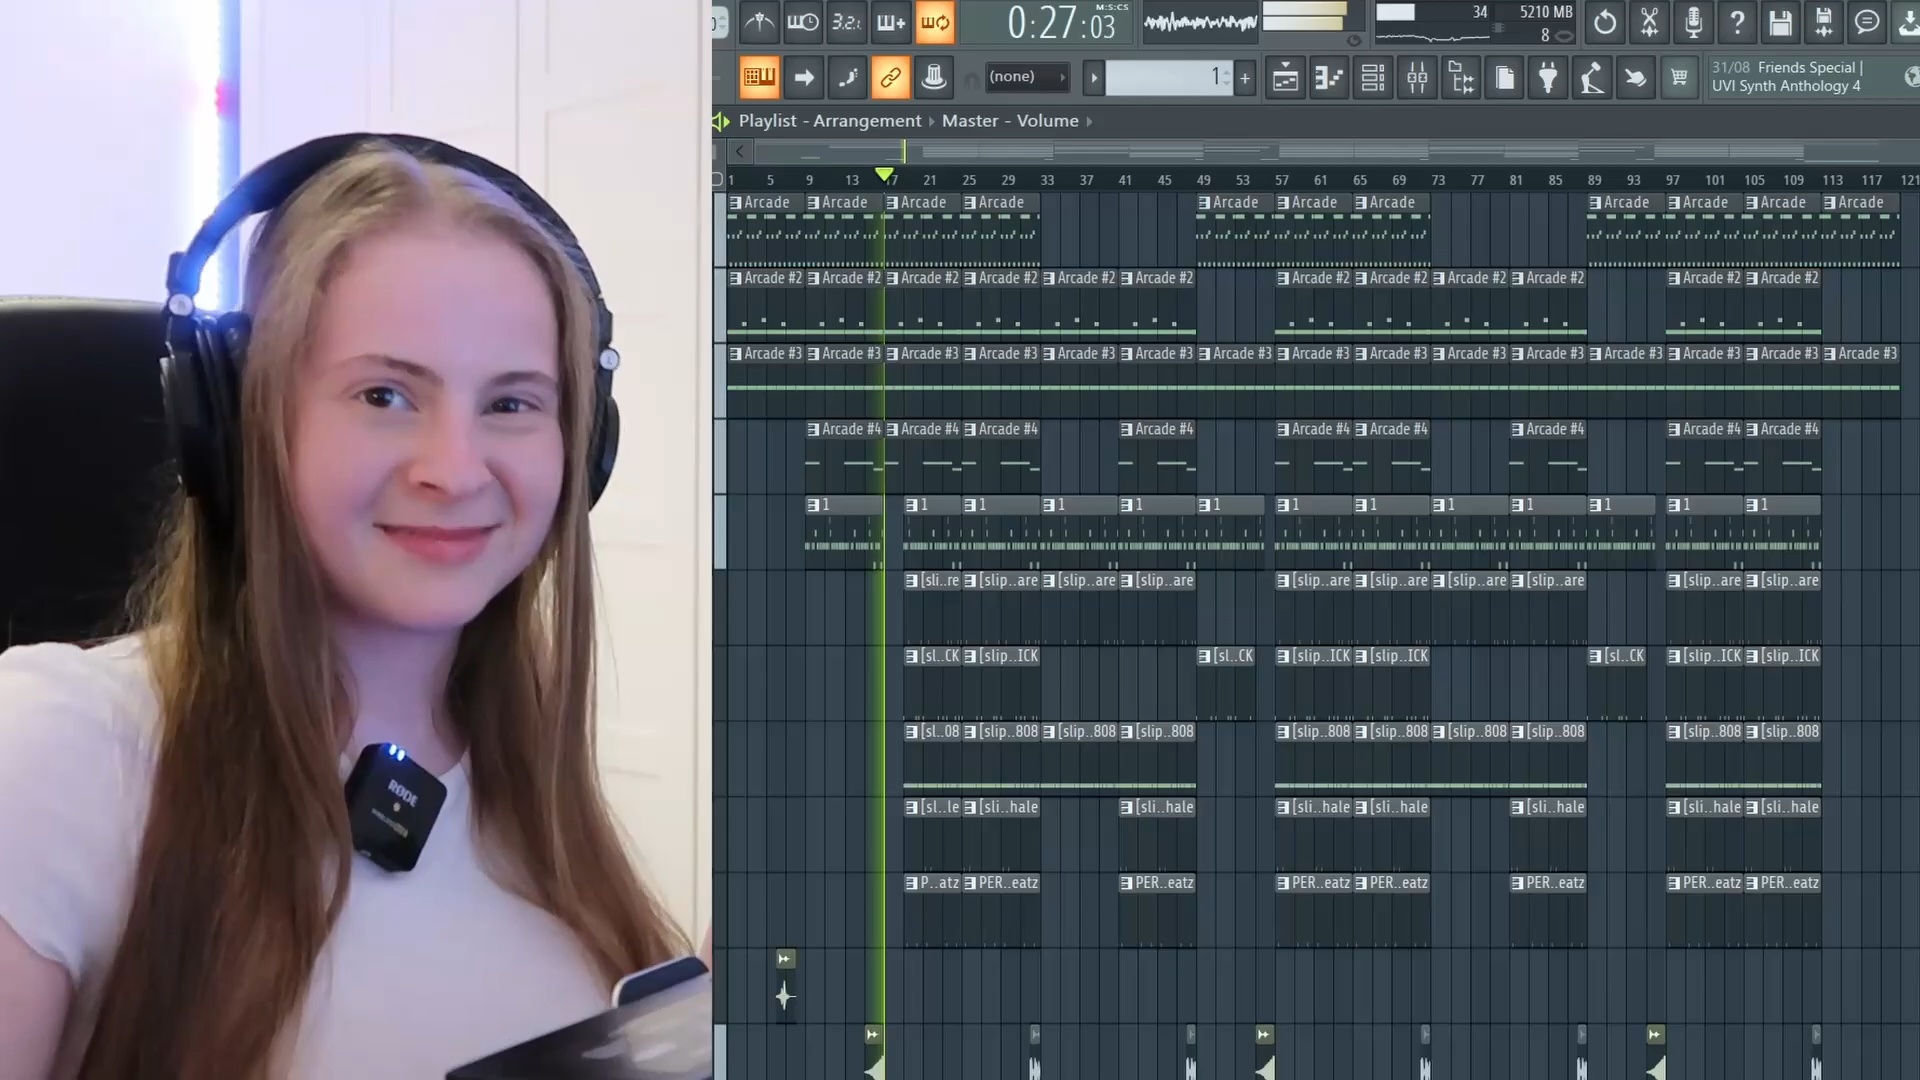 M:S:CS
3.2
0:27:03
34
5210 MB
8
(none)
1
31/08 Friends Special |
UVI Synth Anthology 4
Playlist - Arrangement Master - Volume
1 5 9 13 17 21 25 29 33 37 41 45 49 53 57 61 65 69 73 77 81 85 89 93 97 101 105 109 113 117 121
Arcade Arcade Arcade Arcade Arcade Arcade Arcade Arcade Arcade Arcade Arcade
Arcade #2 Arcade #2 Arcade #2 Arcade #2 Arcade #2 Arcade #2 Arcade #2 Arcade #2 Arcade #2 Arcade #2 Arcade #2 Arcade #2
Arcade #3 Arcade #3 Arcade #3 Arcade #3 Arcade #3 Arcade #3 Arcade #3 Arcade #3 Arcade #3 Arcade #3 Arcade #3 Arcade #3 Arcade #3 Arcade #3 Arcade #3
Arcade #4 Arcade #4 Arcade #4 Arcade #4 Arcade #4 Arcade #4 Arcade #4 Arcade #4 Arcade #4
1 1 1 1 1 1 1 1 1 1 1 1 1
[sli..re [slip..are [slip..are [slip..are [slip..are [slip..are [slip..are [slip..are [slip..are [slip..are
[sl..CK [slip..ICK [sl..CK [slip..ICK [slip..ICK [sl..CK [slip..ICK [slip..ICK
[sl..08 [slip..808 [slip..808 [slip..808 [slip..808 [slip..808 [slip..808 [slip..808 [slip..808 [slip..808
[sl..le [sli..hale [sli..hale [sli..hale [sli..hale [sli..hale [sli..hale [sli..hale
P..atz PER..eatz PER..eatz PER..eatz PER..eatz PER..eatz PER..eatz PER..eatz
RØDE